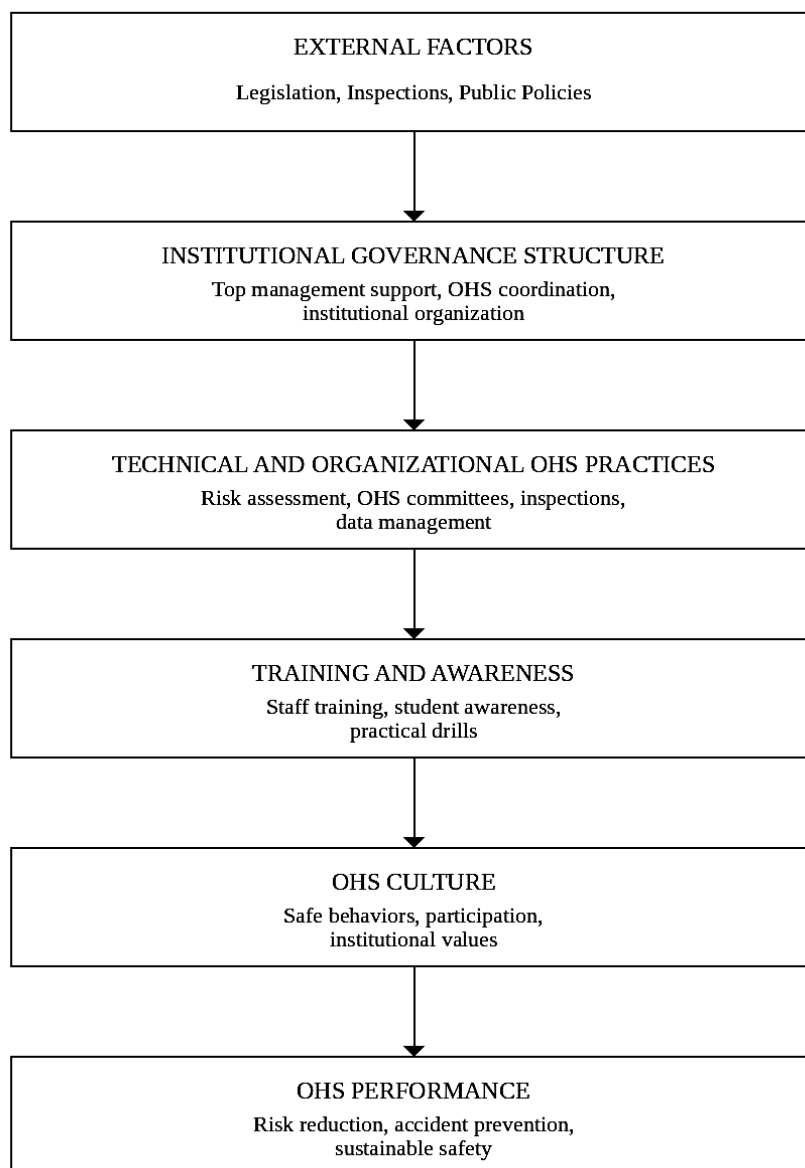 EXTERNAL FACTORS
Legislation, Inspections, Public Policies
INSTITUTIONAL GOVERNANCE STRUCTURE
Top management support, OHS coordination,
institutional organization
TECHNICAL AND ORGANIZATIONAL OHS PRACTICES
Risk assessment, OHS committees, inspections,
data management
TRAINING AND AWARENESS
Staff training, student awareness,
practical drills
OHS CULTURE
Safe behaviors, participation,
institutional values
OHS PERFORMANCE
Risk reduction, accident prevention,
sustainable safety